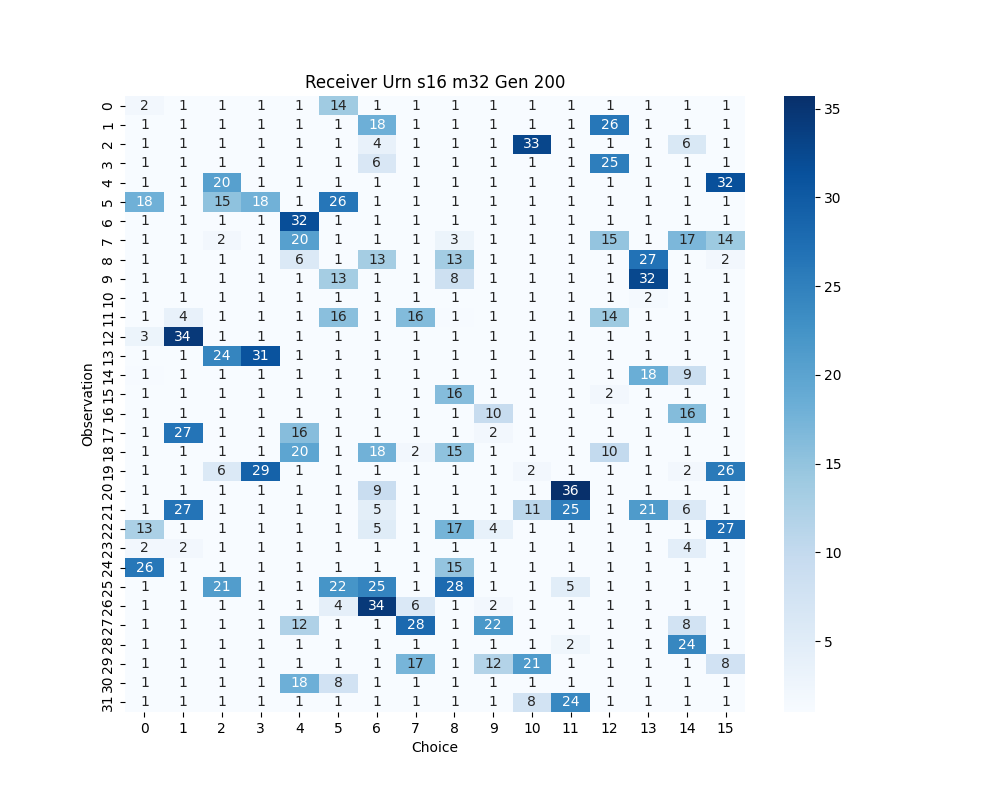 Receiver Urn s16 m32 Gen 200
0 2 1 1 1 1 14 1 1 1 1 1 1 1 1 1 1
1 1 1 1 1 1 1 18 1 1 1 1 1 26 1 1 1
2 1 1 1 1 1 1 4 1 1 1 33 1 1 1 6 1
3 1 1 1 1 1 1 6 1 1 1 1 1 25 1 1 1
4 1 1 20 1 1 1 1 1 1 1 1 1 1 1 1 32
5 18 1 15 18 1 26 1 1 1 1 1 1 1 1 1 1
6 1 1 1 1 32 1 1 1 1 1 1 1 1 1 1 1
7 1 1 2 1 20 1 1 1 3 1 1 1 15 1 17 14
8 1 1 1 1 6 1 13 1 13 1 1 1 1 27 1 2
9 1 1 1 1 1 13 1 1 8 1 1 1 1 32 1 1
10 1 1 1 1 1 1 1 1 1 1 1 1 1 2 1 1
11 1 4 1 1 1 16 1 16 1 1 1 1 14 1 1 1
12 3 34 1 1 1 1 1 1 1 1 1 1 1 1 1 1
13 1 1 24 31 1 1 1 1 1 1 1 1 1 1 1 1
14 1 1 1 1 1 1 1 1 1 1 1 1 1 18 9 1
15 1 1 1 1 1 1 1 1 16 1 1 1 2 1 1 1
16 1 1 1 1 1 1 1 1 1 10 1 1 1 1 16 1
17 1 27 1 1 16 1 1 1 1 2 1 1 1 1 1 1
18 1 1 1 1 20 1 18 2 15 1 1 1 10 1 1 1
19 1 1 6 29 1 1 1 1 1 1 2 1 1 1 2 26
20 1 1 1 1 1 1 9 1 1 1 1 36 1 1 1 1
21 1 27 1 1 1 1 5 1 1 1 11 25 1 21 6 1
22 13 1 1 1 1 1 5 1 17 4 1 1 1 1 1 27
23 2 2 1 1 1 1 1 1 1 1 1 1 1 1 4 1
24 26 1 1 1 1 1 1 1 15 1 1 1 1 1 1 1
25 1 1 21 1 1 22 25 1 28 1 1 5 1 1 1 1
26 1 1 1 1 1 4 34 6 1 2 1 1 1 1 1 1
27 1 1 1 1 12 1 1 28 1 22 1 1 1 1 8 1
28 1 1 1 1 1 1 1 1 1 1 1 2 1 1 24 1
29 1 1 1 1 1 1 1 17 1 12 21 1 1 1 1 8
30 1 1 1 1 18 8 1 1 1 1 1 1 1 1 1 1
31 1 1 1 1 1 1 1 1 1 1 8 24 1 1 1 1
0 1 2 3 4 5 6 7 8 9 10 11 12 13 14 15
Choice
Observation
35
30
25
20
15
10
5